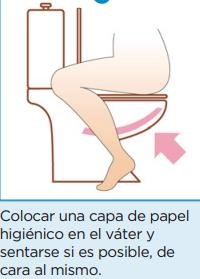 Colocar una capa de papel
higiénico en el váter y
sentarse si es posible, de
cara al mismo.